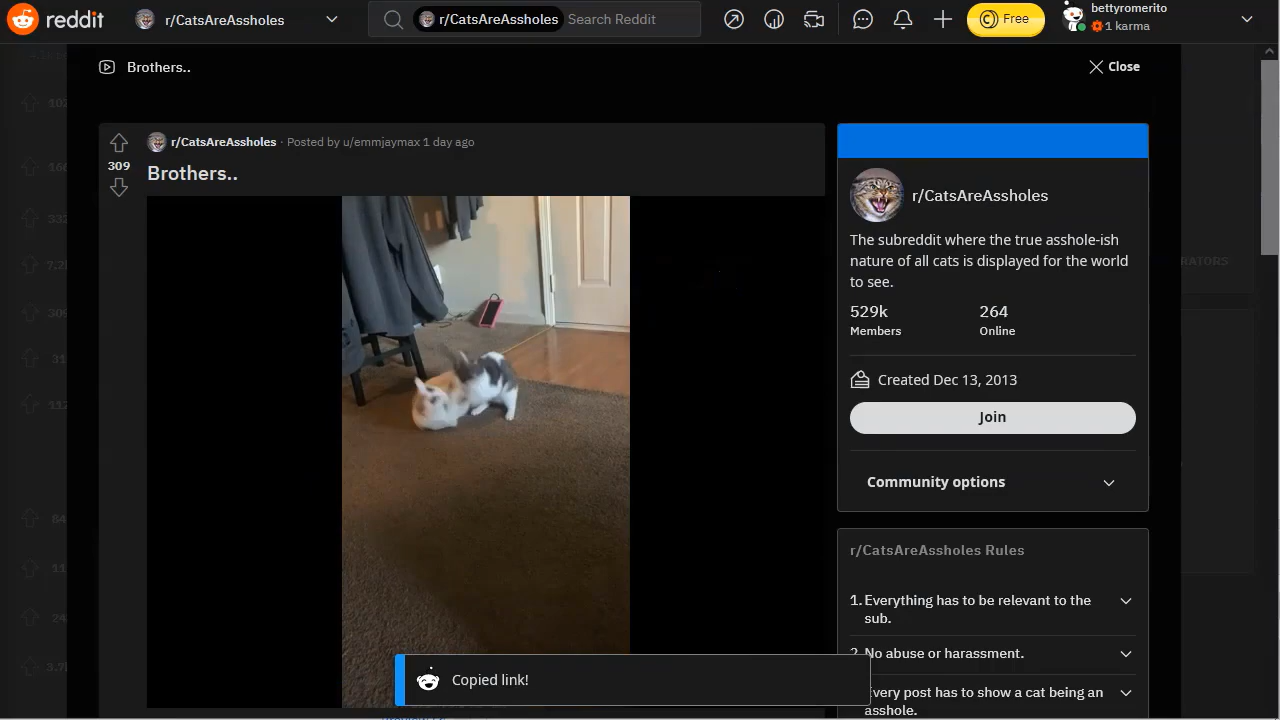 reddit
r/CatsAreAssholes
r/CatsAreAssholes Search Reddit
Free
bettyromerito
1 karma
Brothers..
Close
r/CatsAreAssholes · Posted by u/emmjaymax 1 day ago
309
Brothers..
r/CatsAreAssholes
The subreddit where the true asshole-ish
nature of all cats is displayed for the world
to see.
529k
Members
264
Online
Created Dec 13, 2013
Join
Community options
r/CatsAreAssholes Rules
1. Everything has to be relevant to the
sub.
2. No abuse or harassment.
Every post has to show a cat being an
asshole.
Copied link!